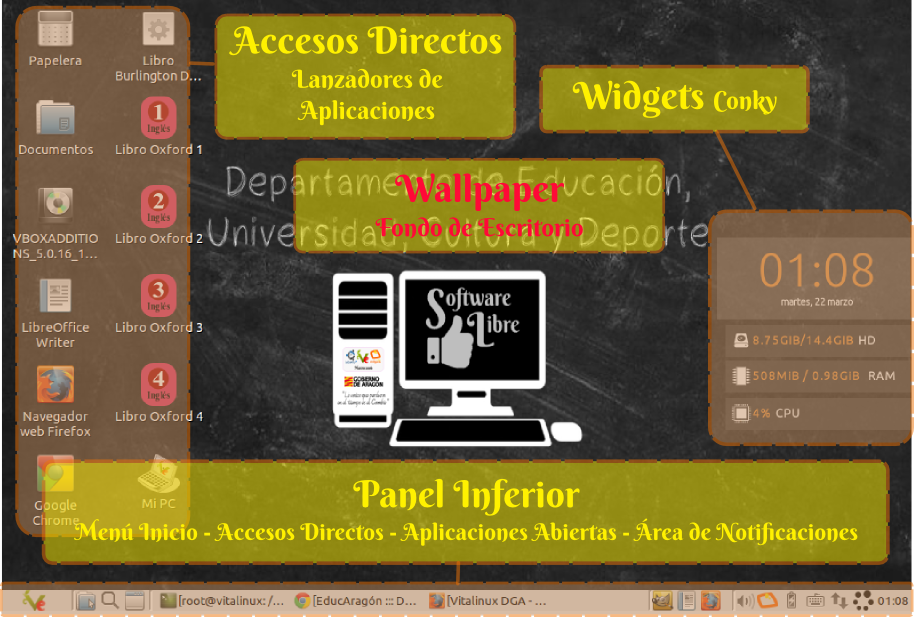 Papelera
Libro
Burlington D...
Documentos
Libro Oxford 1
1
Inglés
VBOXADDITIO
NS_5.0.16_1...
Libro Oxford 2
2
Inglés
LibreOffice
Writer
Libro Oxford 3
3
Inglés
Navegador
web Firefox
Libro Oxford 4
4
Inglés
Google
Chrome
Mi PC
Accesos Directos
Lanzadores de
Aplicaciones
Widgets Conky
Departamento de Educación,
Universidad, Cultura y Deporte
Wallpaper
Fondo de Escritorio
Software
Libre
GOBIERNO
DE ARAGON
01:08
martes, 22 marzo
8.75GIB/14.4GIB HD
508MIB / 0.98GIB RAM
4% CPU
Panel Inferior
Menú Inicio - Accesos Directos - Aplicaciones Abiertas - Área de Notificaciones
[root@vitalinux: /...
[EducAragón ::: D...
[Vitalinux DGA - ...
01:08